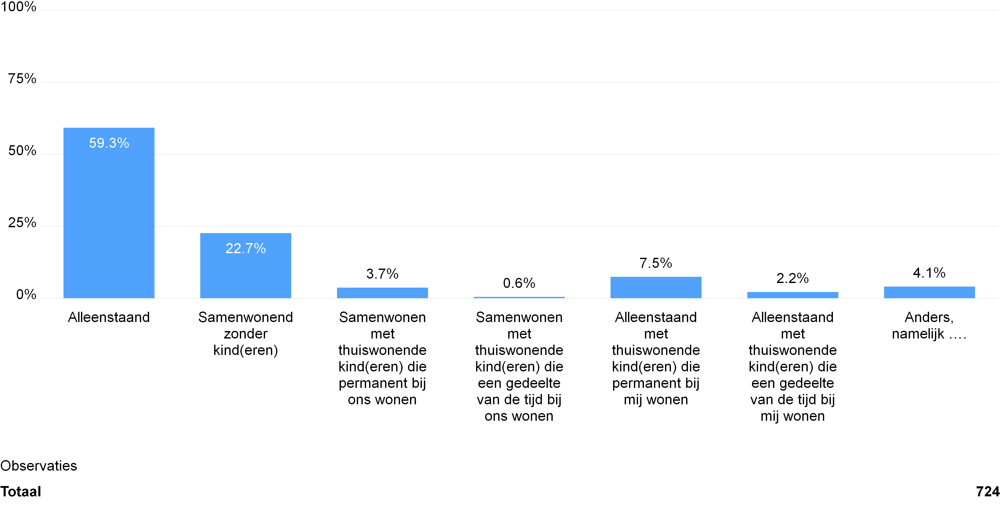 100%
75%
50%
25%
0%
59.3%
22.7%
3.7%
0.6%
7.5%
2.2%
4.1%
Alleenstaand
Samenwonend
zonder
kind(eren)
Samenwonen
met
thuiswonende
kind(eren) die
permanent bij
ons wonen
Samenwonen
met
thuiswonende
kind(eren) die
een gedeelte
van de tijd bij
ons wonen
Alleenstaand
met
thuiswonende
kind(eren) die
permanent bij
mij wonen
Alleenstaand
met
thuiswonende
kind(eren) die
een gedeelte
van de tijd bij
mij wonen
Anders,
namelijk ….
Observaties
Totaal 724